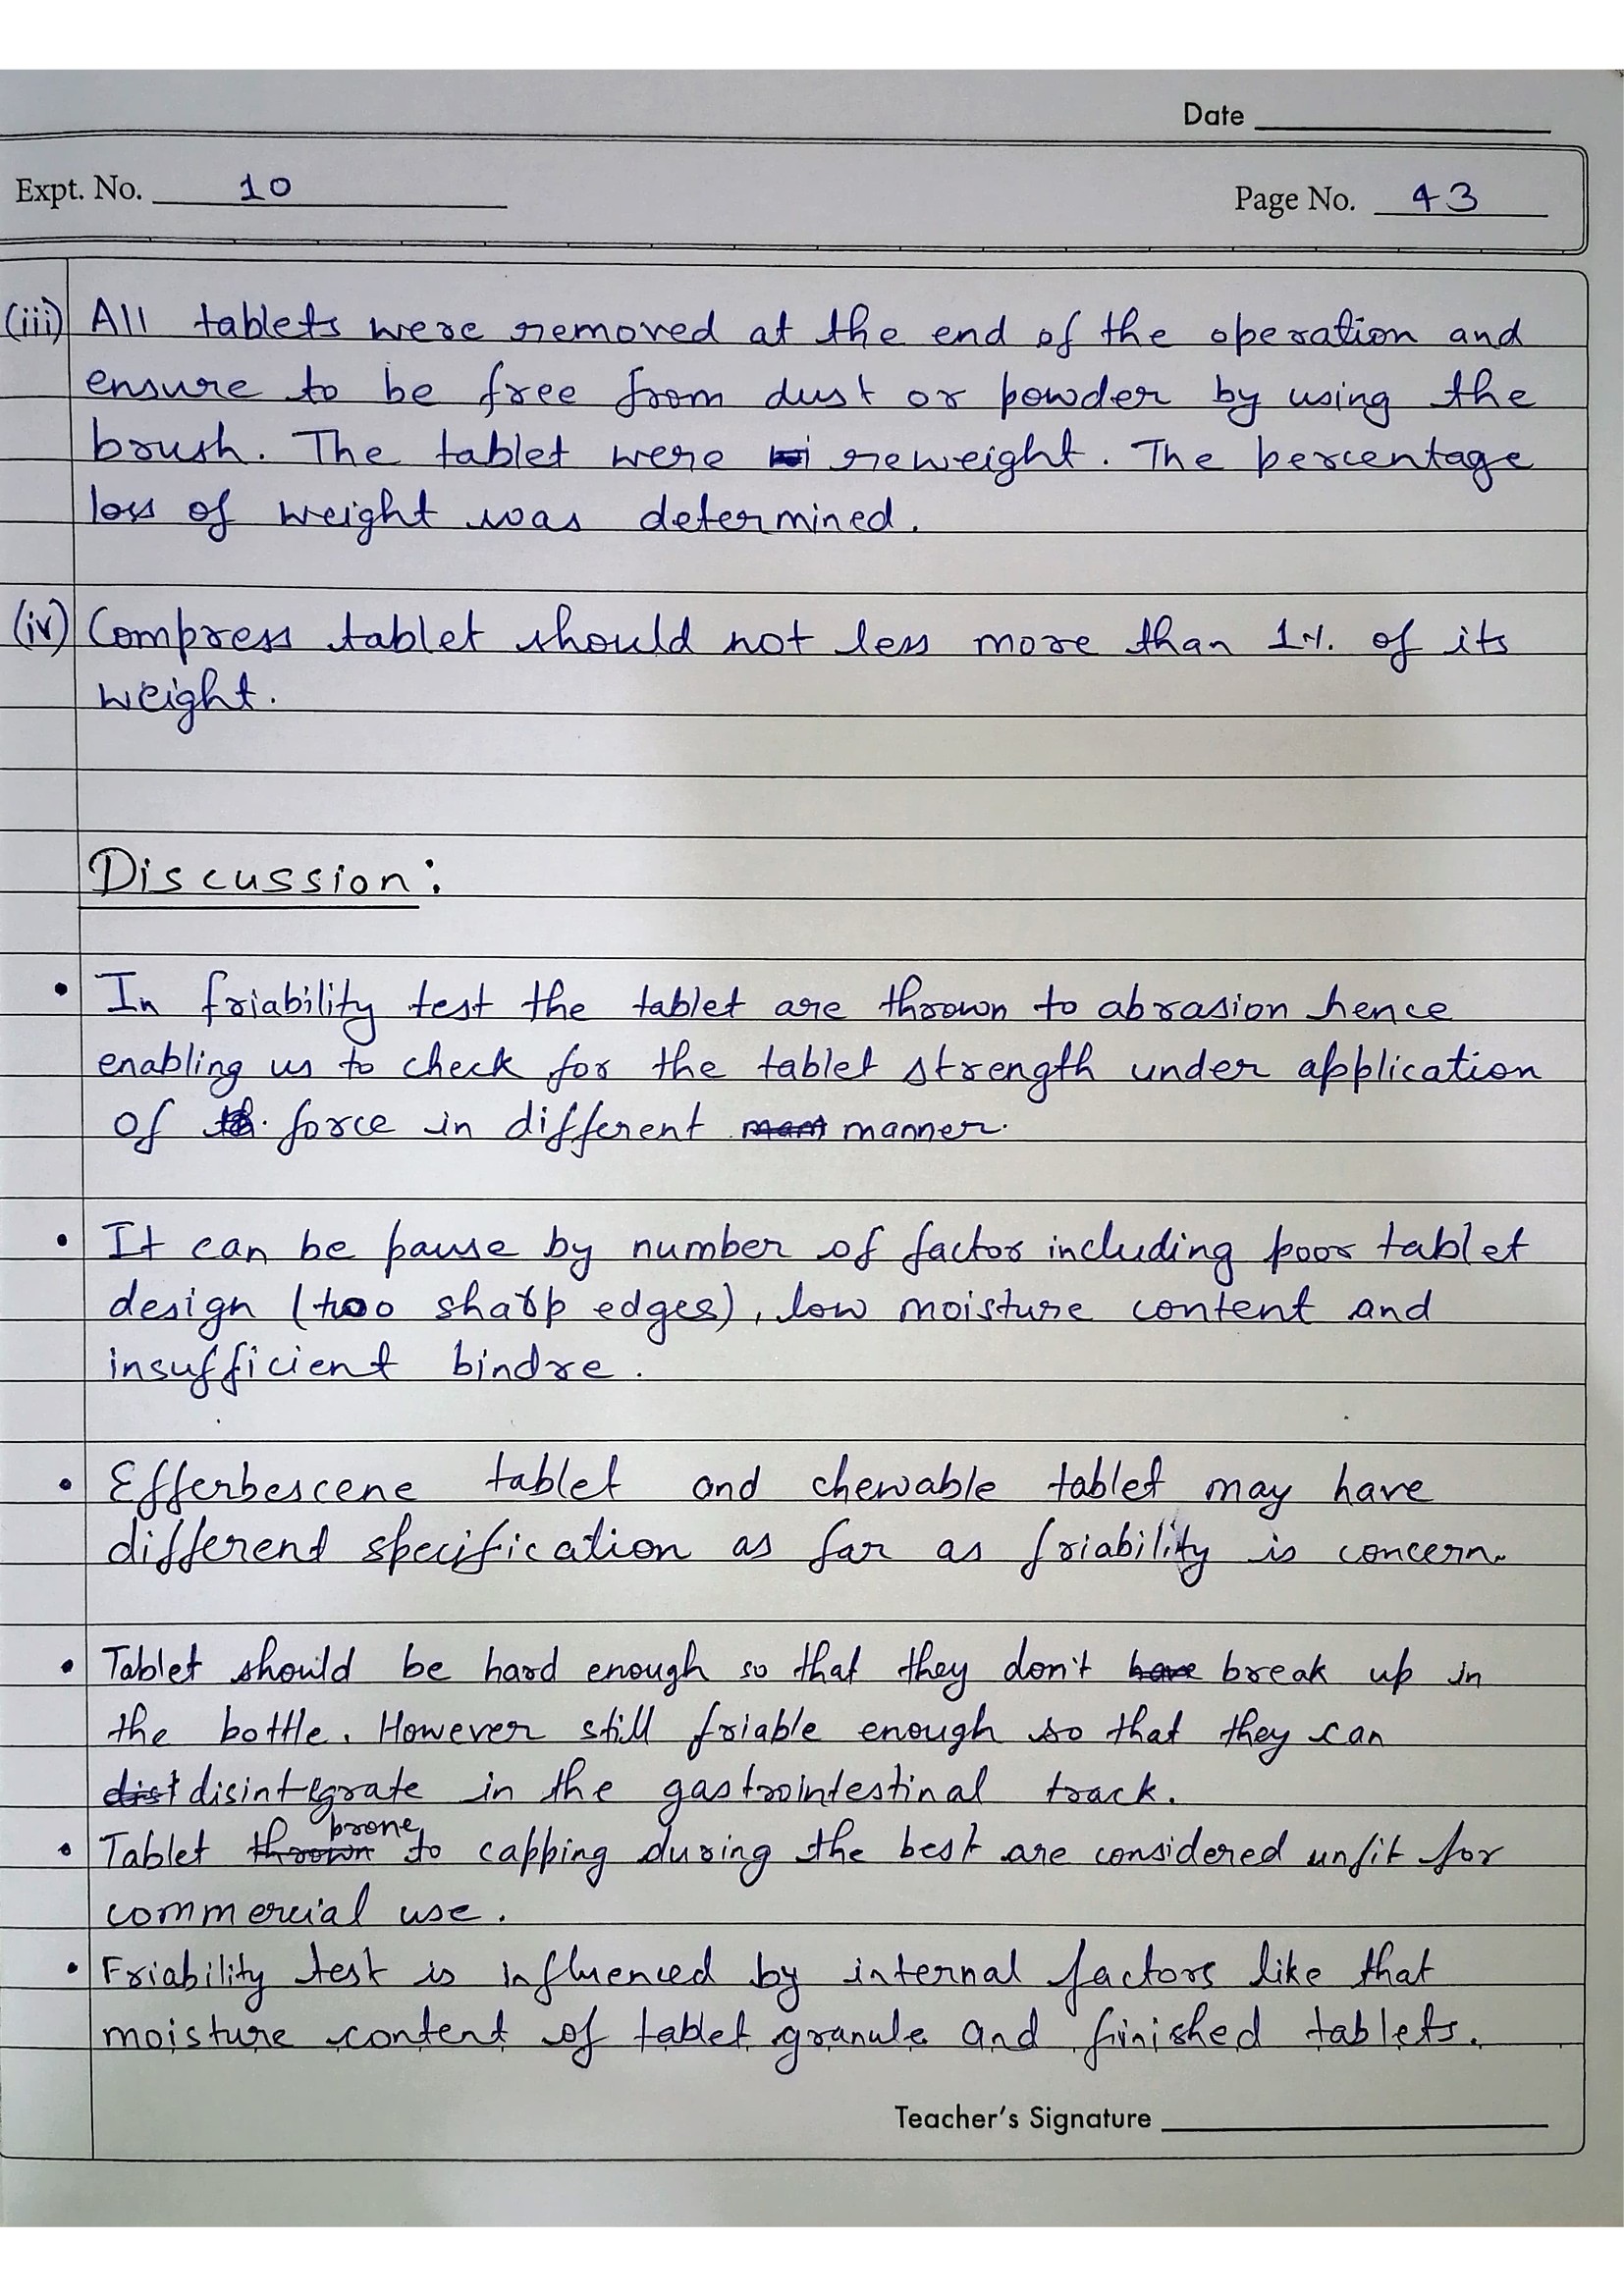 Date
Expt. No. 10
Page No. 43
(iii) All tablets were removed at the end of the operation and
ensure to be free from dust or powder by using the
brush. The tablet were reweight. The percentage
loss of weight was determined.
(iv) Compress tablet should not less more than 1%. of its
weight.
Discussion:
• In friability test the tablet are thrown to abrasion hence
enabling us to check for the tablet strength under application
of force in different manner.
• It can be pause by number of factor including poor tablet
design (too sharp edges), low moisture content and
insufficient bindre.
• Efferbescene tablet and chewable tablet may have
different specification as far as friability is concern.
• Tablet should be hard enough so that they don't have break up in
the bottle. However still friable enough so that they can
dist disintegrate in the gastrointestinal track.
• Tablet thrown prone to capping during the best are considered unfit for
commercial use.
• Friability test is influenced by internal factors like that
moisture content of tablet granule and finished tablets.
Teacher's Signature